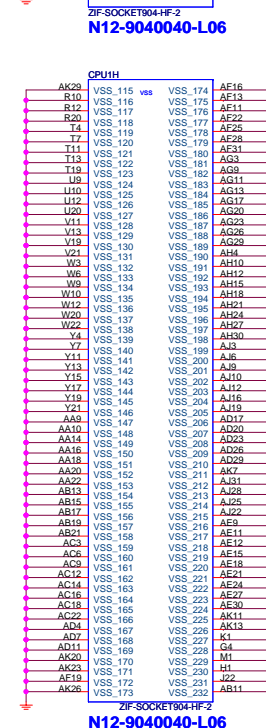 ZIF-SOCKET904-HF-2
N12-9040040-L06
CPU1H
AK29 VSS_115 VSS VSS_174 AF16
R10 VSS_116 VSS_175 AF13
R12 VSS_117 VSS_176 AF11
R20 VSS_118 VSS_177 AF22
T4 VSS_119 VSS_178 AF25
T7 VSS_120 VSS_179 AF28
T11 VSS_121 VSS_180 AF31
T13 VSS_122 VSS_181 AG3
T19 VSS_123 VSS_182 AG9
U9 VSS_124 VSS_183 AG11
U10 VSS_125 VSS_184 AG13
U12 VSS_126 VSS_185 AG17
U20 VSS_127 VSS_186 AG20
V11 VSS_128 VSS_187 AG23
V13 VSS_129 VSS_188 AG26
V19 VSS_130 VSS_189 AG29
V21 VSS_131 VSS_190 AH4
W3 VSS_132 VSS_191 AH10
W6 VSS_133 VSS_192 AH12
W9 VSS_134 VSS_193 AH15
W10 VSS_135 VSS_194 AH18
W12 VSS_136 VSS_195 AH21
W20 VSS_137 VSS_196 AH24
W22 VSS_138 VSS_197 AH27
Y4 VSS_139 VSS_198 AH30
Y7 VSS_140 VSS_199 AJ3
Y11 VSS_141 VSS_200 AJ6
Y13 VSS_142 VSS_201 AJ9
Y15 VSS_143 VSS_202 AJ10
Y17 VSS_144 VSS_203 AJ12
Y19 VSS_145 VSS_204 AJ16
Y21 VSS_146 VSS_205 AJ19
AA9 VSS_147 VSS_206 AD17
AA10 VSS_148 VSS_207 AD20
AA14 VSS_149 VSS_208 AD23
AA16 VSS_150 VSS_209 AD26
AA18 VSS_151 VSS_210 AD29
AA20 VSS_152 VSS_211 AK7
AA22 VSS_153 VSS_212 AJ31
AB13 VSS_154 VSS_213 AJ28
AB15 VSS_155 VSS_214 AJ25
AB17 VSS_156 VSS_215 AJ22
AB19 VSS_157 VSS_216 AE9
AB21 VSS_158 VSS_217 AE11
AC3 VSS_159 VSS_218 AE12
AC6 VSS_160 VSS_219 AE15
AC9 VSS_161 VSS_220 AE18
AC12 VSS_162 VSS_221 AE21
AC14 VSS_163 VSS_222 AE24
AC16 VSS_164 VSS_223 AE27
AC18 VSS_165 VSS_224 AE30
AC22 VSS_166 VSS_225 AK11
AD4 VSS_167 VSS_226 AK13
AD7 VSS_168 VSS_227 K1
AD11 VSS_169 VSS_228 G4
AK20 VSS_170 VSS_229 M1
AK23 VSS_171 VSS_230 H1
AF19 VSS_172 VSS_231 J22
AK26 VSS_173 VSS_232 AB11
ZIF-SOCKET904-HF-2
N12-9040040-L06